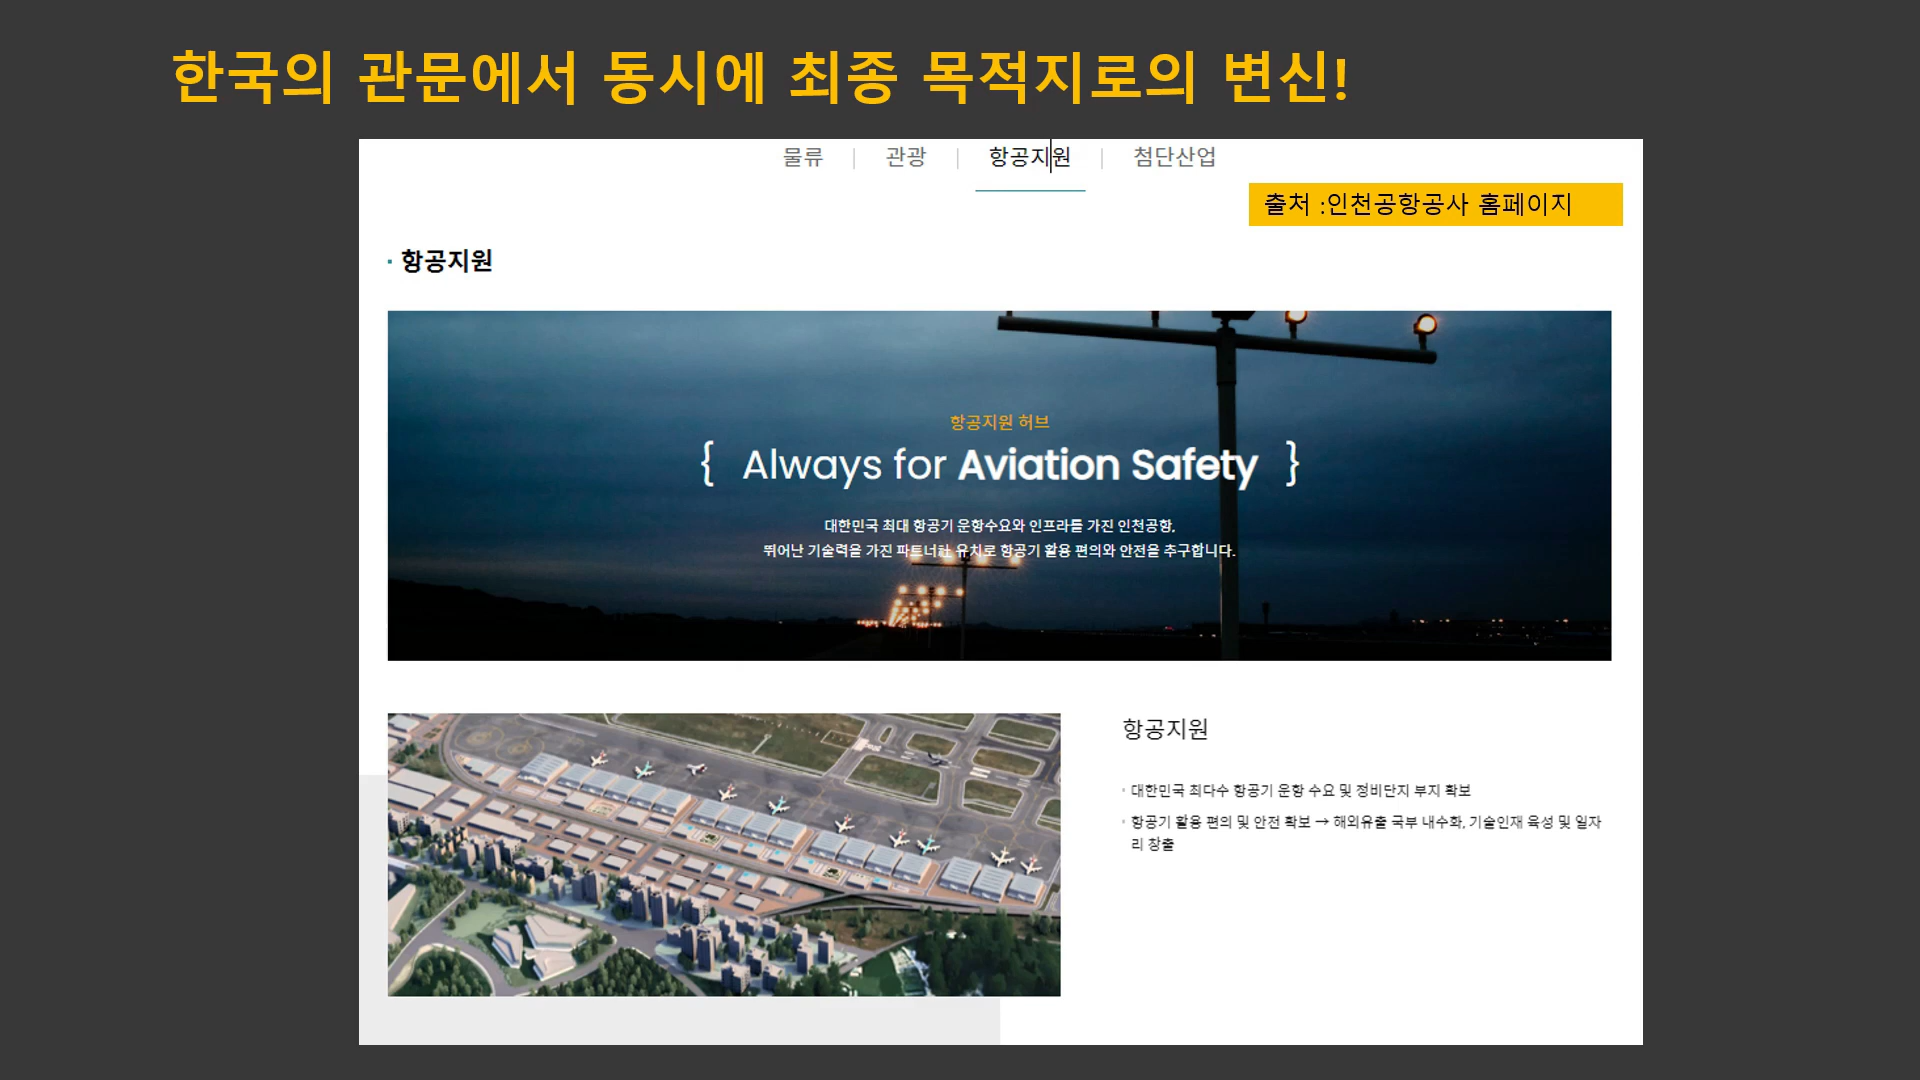 한국의 관문에서 동시에 최종 목적지로의 변신!
물류 | 관광 | 항공지원 | 첨단산업
출처 :인천공항공사 홈페이지
· 항공지원
항공지원 허브
{ Always for Aviation Safety }
대한민국 최대 항공기 운항수요와 인프라를 가진 인천공항,
뛰어난 기술력을 가진 파트너社 유치로 항공기 활용 편의와 안전을 추구합니다.
항공지원
· 대한민국 최다수 항공기 운항 수요 및 정비단지 부지 확보
· 항공기 활용 편의 및 안전 확보 → 해외유출 국부 내수화, 기술인재 육성 및 일자
리 창출